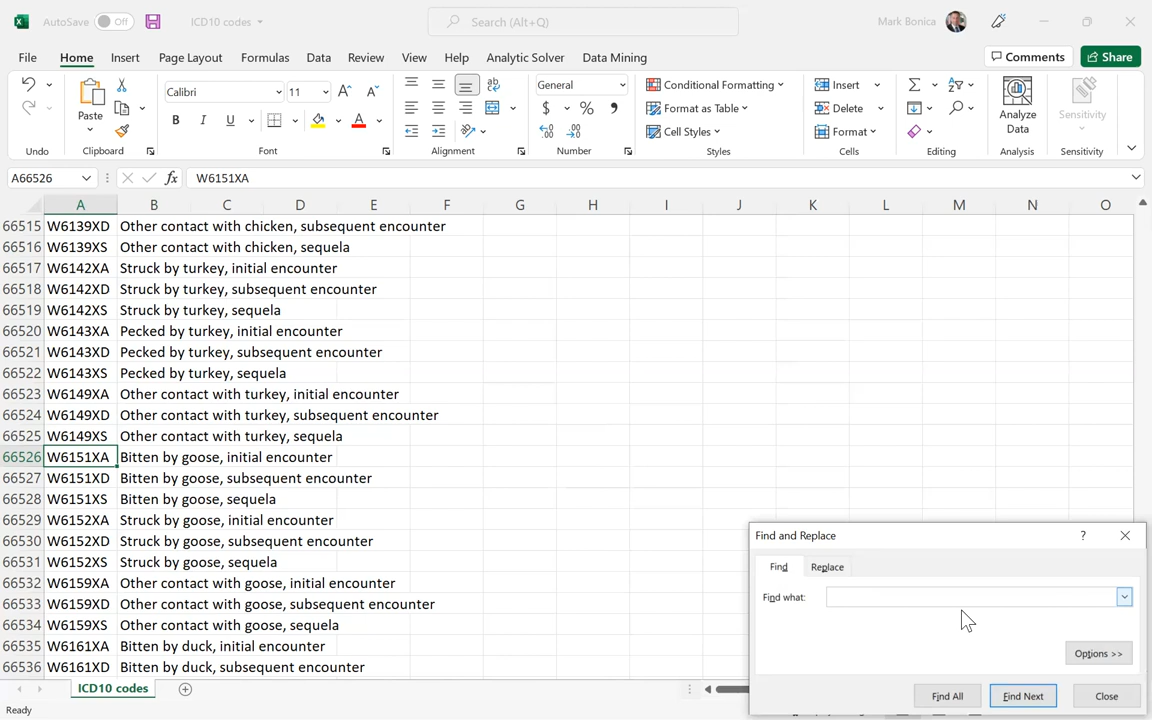 AutoSave Off ICD10 codes Search (Alt+Q) Mark Bonica
File Home Insert Page Layout Formulas Data Review View Help Analytic Solver Data Mining Comments Share
Paste Calibri 11 General Conditional Formatting Insert Analyze Data Sensitivity
B I U $ % Format as Table Delete
A Cell Styles Format
Undo Clipboard Font Alignment Number Styles Cells Editing Analysis Sensitivity
A66526 fx W6151XA
A B C D E F G H I J K L M N O
66515 W6139XD Other contact with chicken, subsequent encounter
66516 W6139XS Other contact with chicken, sequela
66517 W6142XA Struck by turkey, initial encounter
66518 W6142XD Struck by turkey, subsequent encounter
66519 W6142XS Struck by turkey, sequela
66520 W6143XA Pecked by turkey, initial encounter
66521 W6143XD Pecked by turkey, subsequent encounter
66522 W6143XS Pecked by turkey, sequela
66523 W6149XA Other contact with turkey, initial encounter
66524 W6149XD Other contact with turkey, subsequent encounter
66525 W6149XS Other contact with turkey, sequela
66526 W6151XA Bitten by goose, initial encounter
66527 W6151XD Bitten by goose, subsequent encounter
66528 W6151XS Bitten by goose, sequela
66529 W6152XA Struck by goose, initial encounter
66530 W6152XD Struck by goose, subsequent encounter
66531 W6152XS Struck by goose, sequela
66532 W6159XA Other contact with goose, initial encounter
66533 W6159XD Other contact with goose, subsequent encounter
66534 W6159XS Other contact with goose, sequela
66535 W6161XA Bitten by duck, initial encounter
66536 W6161XD Bitten by duck, subsequent encounter
Find and Replace ?
Find Replace
Find what:
Options >>
Find All Find Next Close
ICD10 codes
Ready